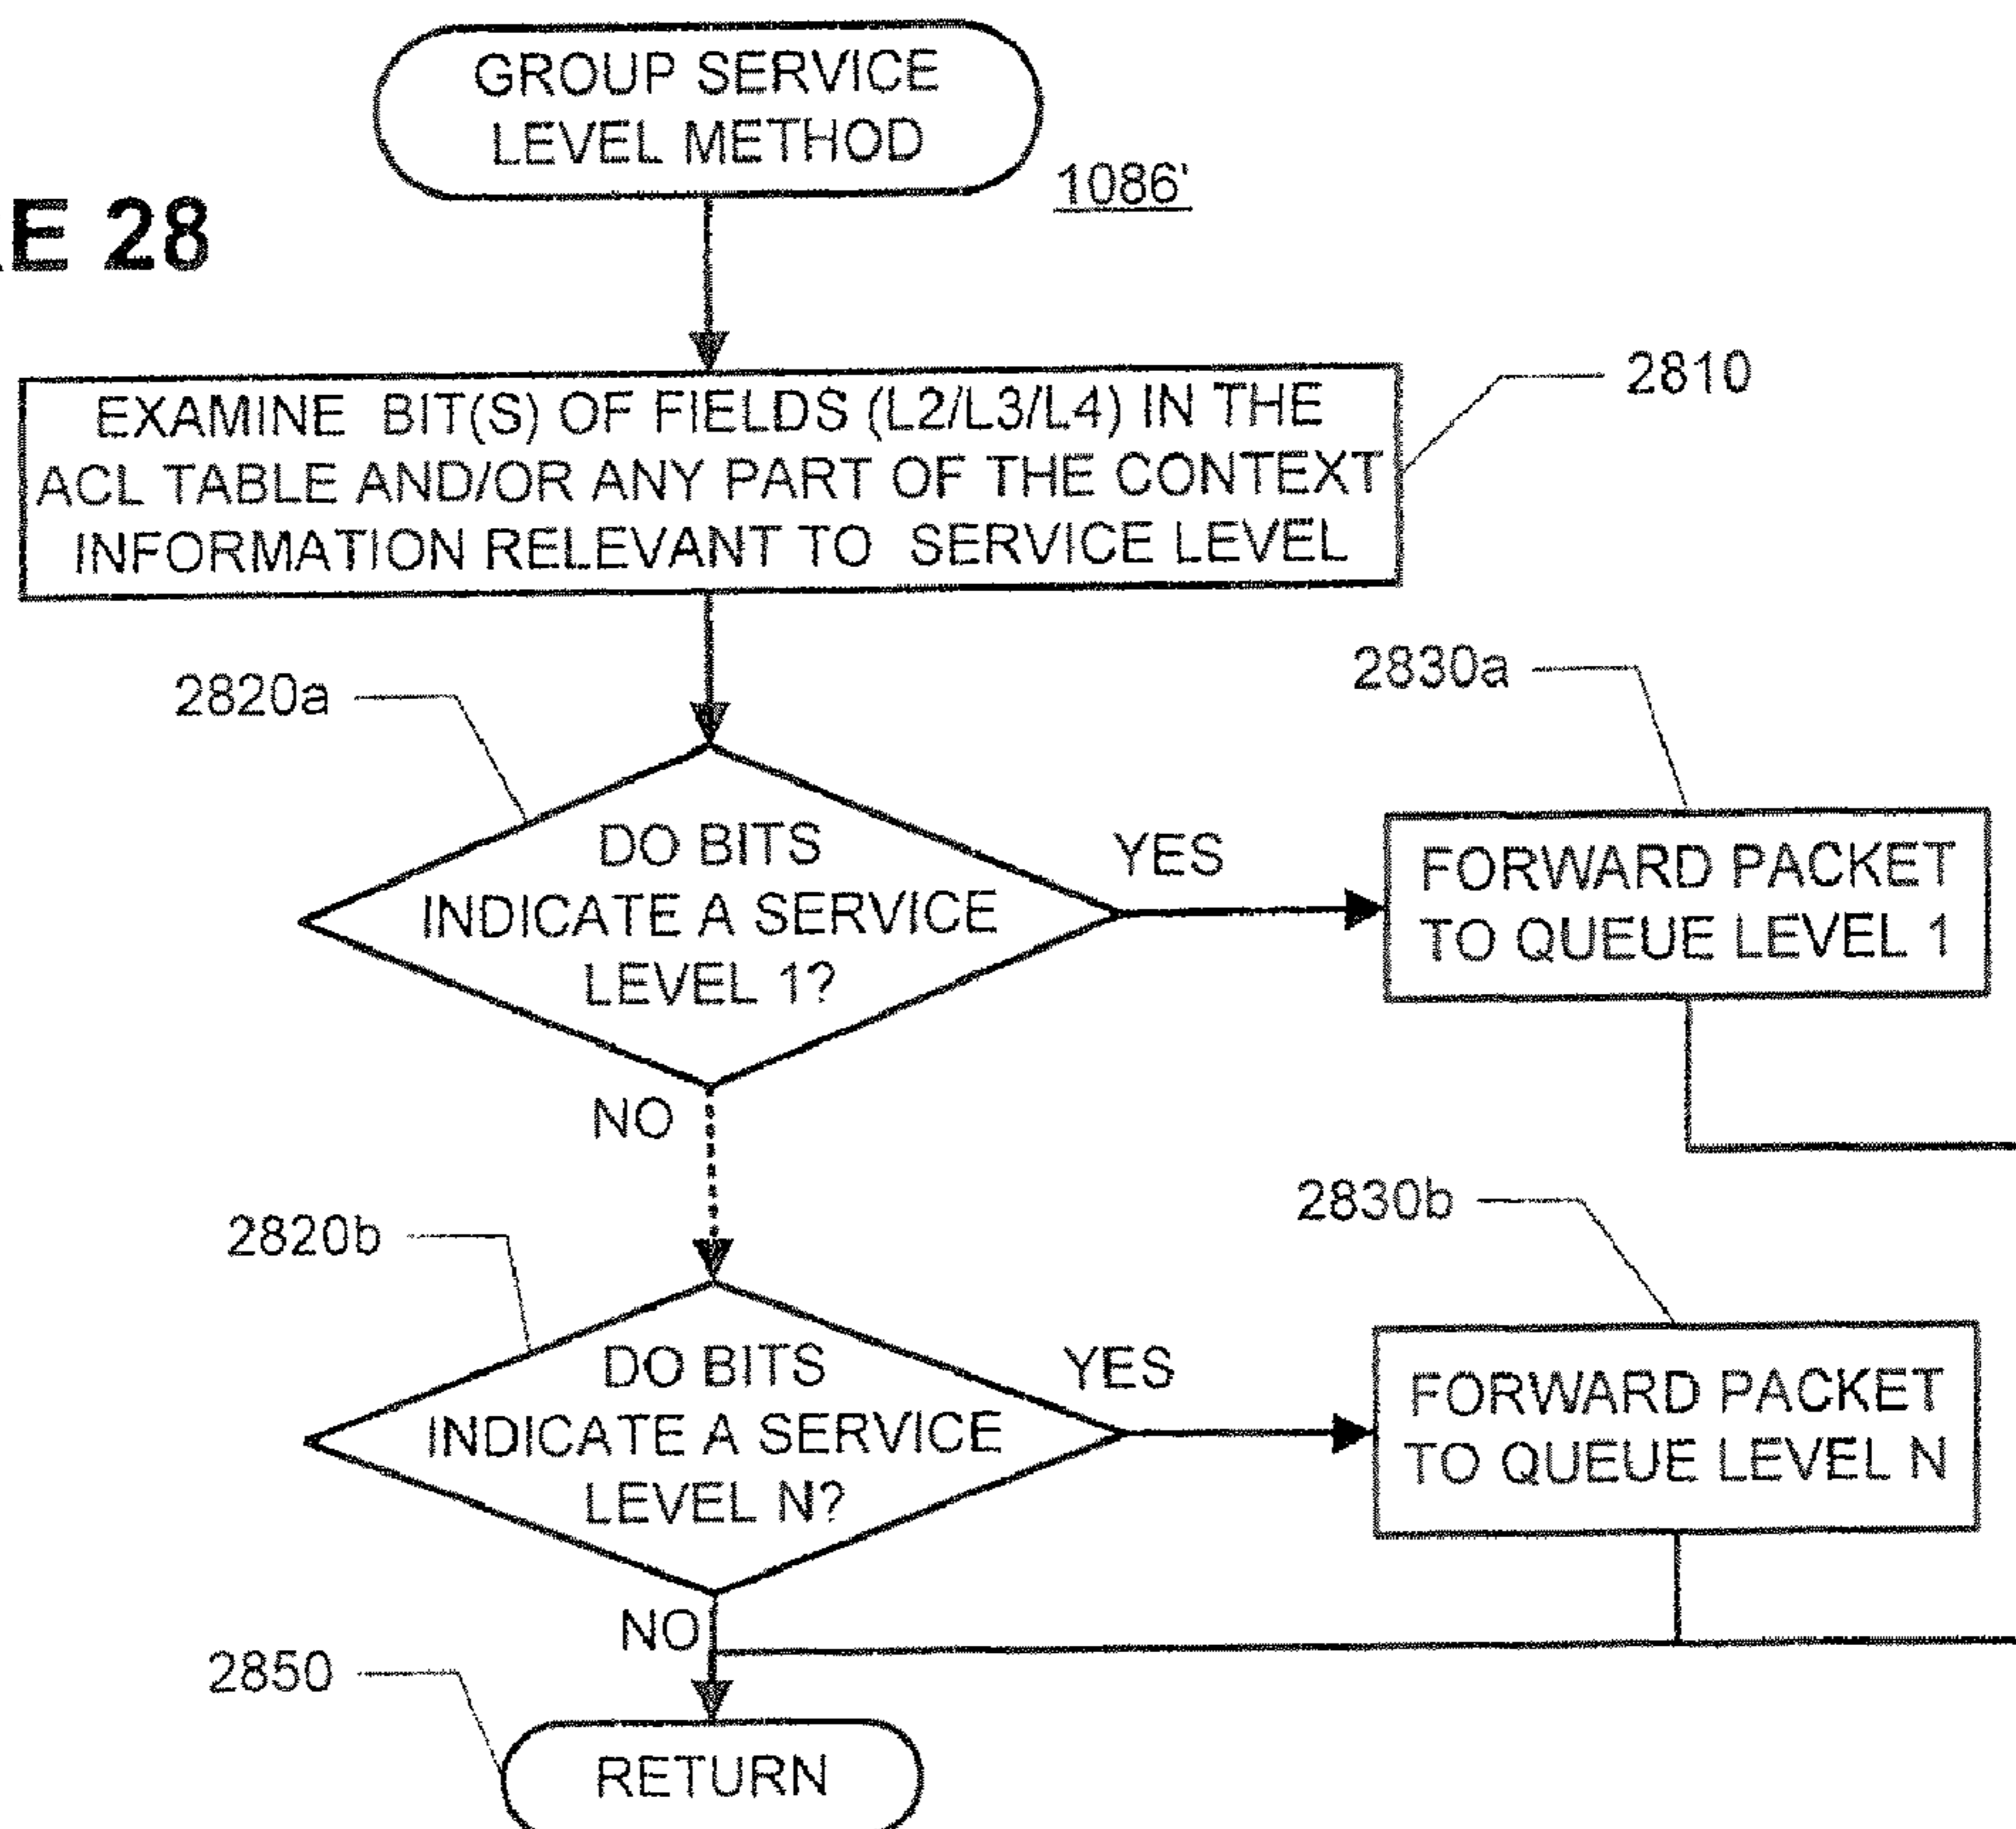 GROUP SERVICE
LEVEL METHOD
1086'
E 28
EXAMINE BIT(S) OF FIELDS (L2/L3/L4) IN THE
ACL TABLE AND/OR ANY PART OF THE CONTEXT
INFORMATION RELEVANT TO SERVICE LEVEL
2810
2820a
2830a
DO BITS
INDICATE A SERVICE
LEVEL 1?
YES
FORWARD PACKET
TO QUEUE LEVEL 1
NO
2820b
2830b
DO BITS
INDICATE A SERVICE
LEVEL N?
YES
FORWARD PACKET
TO QUEUE LEVEL N
NO
2850
RETURN